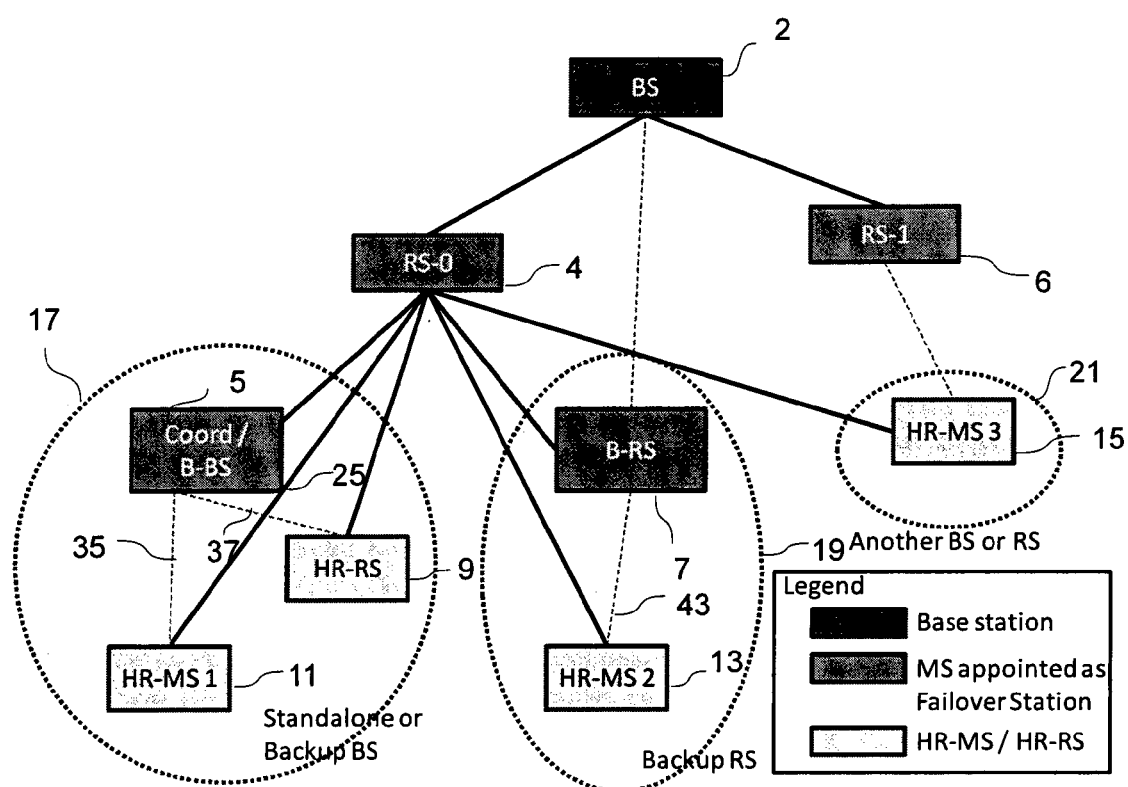 2
BS
RS-0
4
RS-1
6
17
5
Coord /
B-BS
25
37
35
HR-RS
9
HR-MS 1
11
Standalone or
Backup BS
B-RS
7
43
19
HR-MS 2
13
Backup RS
21
HR-MS 3
15
Another BS or RS
Legend
Base station
MS appointed as
Failover Station
HR-MS / HR-RS